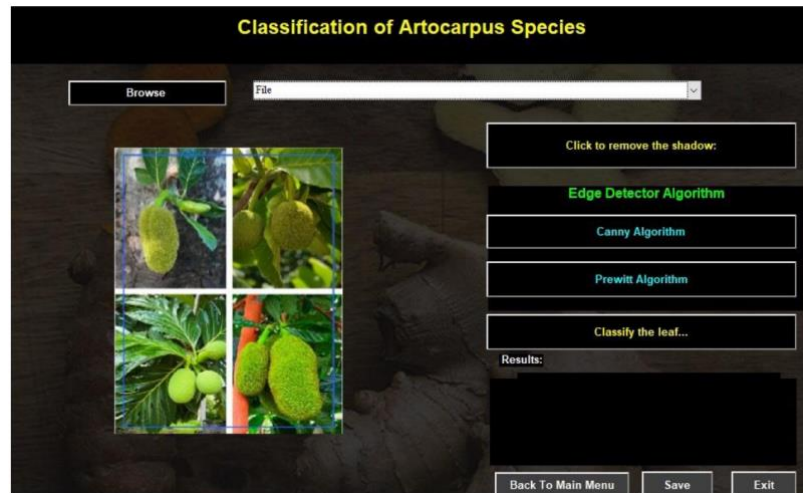 Classification of Artocarpus Species
Browse
File
Click to remove the shadow:
Edge Detector Algorithm
Canny Algorithm
Prewitt Algorithm
Classify the leaf...
Results:
Back To Main Menu
Save
Exit